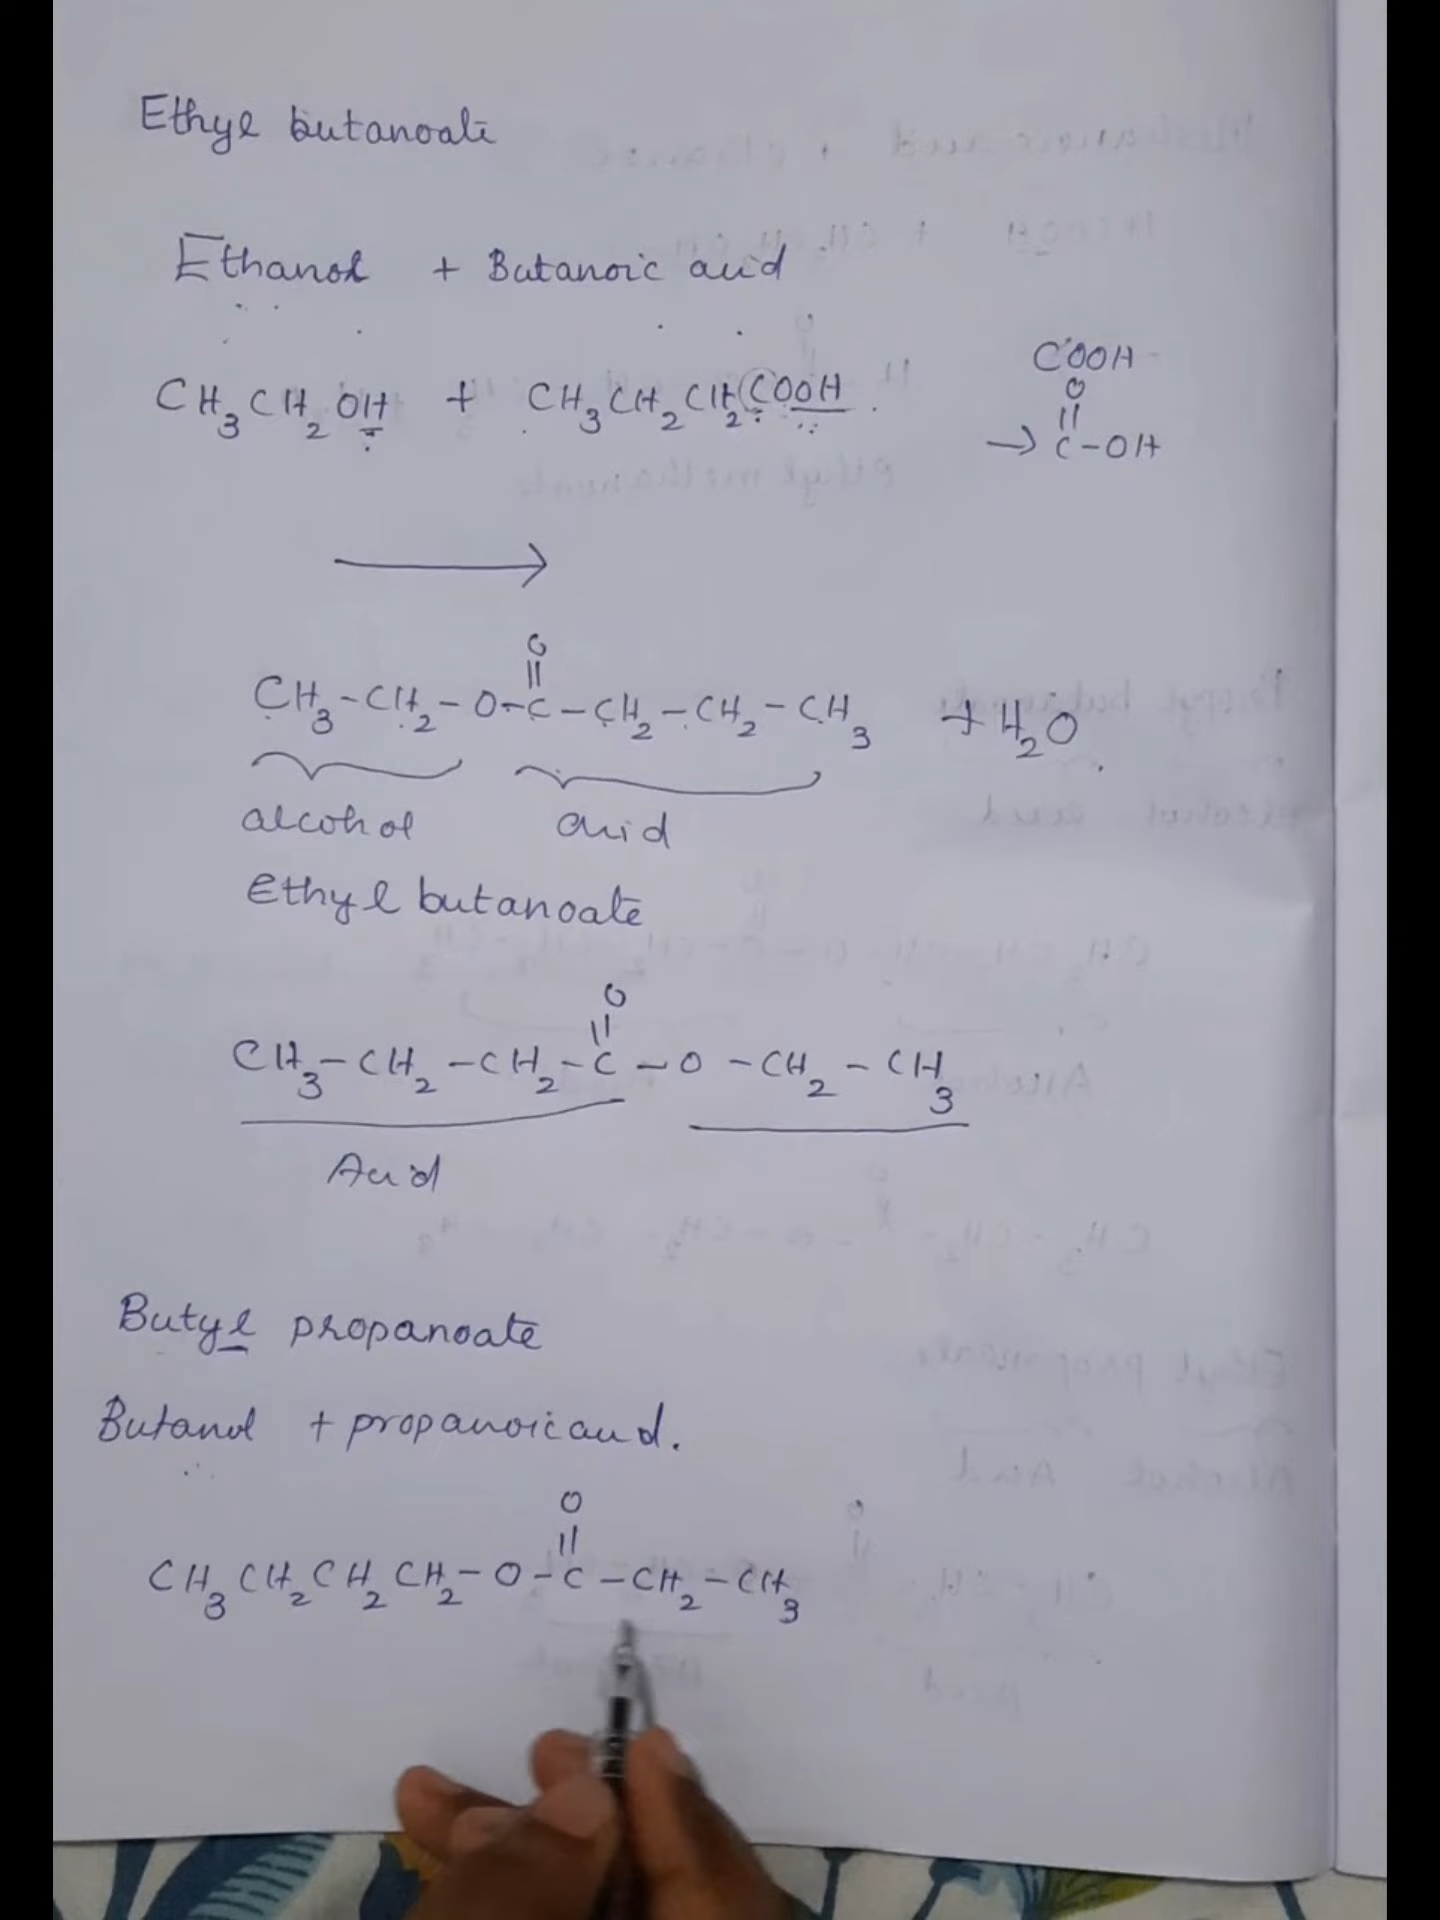 Ethyl butanoate
Ethanol + Butanoic acid
CH₃CH₂OH + CH₃CH₂CH₂COOH
COOH
O
||
→ C-OH
→
O
||
CH₃-CH₂-O-C-CH₂-CH₂-CH₃ + H₂O
alcohol acid
Ethyl butanoate
O
||
CH₃-CH₂-CH₂-C-O-CH₂-CH₃
Acid
Butyl propanoate
Butanol + propanoic acid.
O
||
CH₃CH₂CH₂CH₂-O-C-CH₂-CH₃